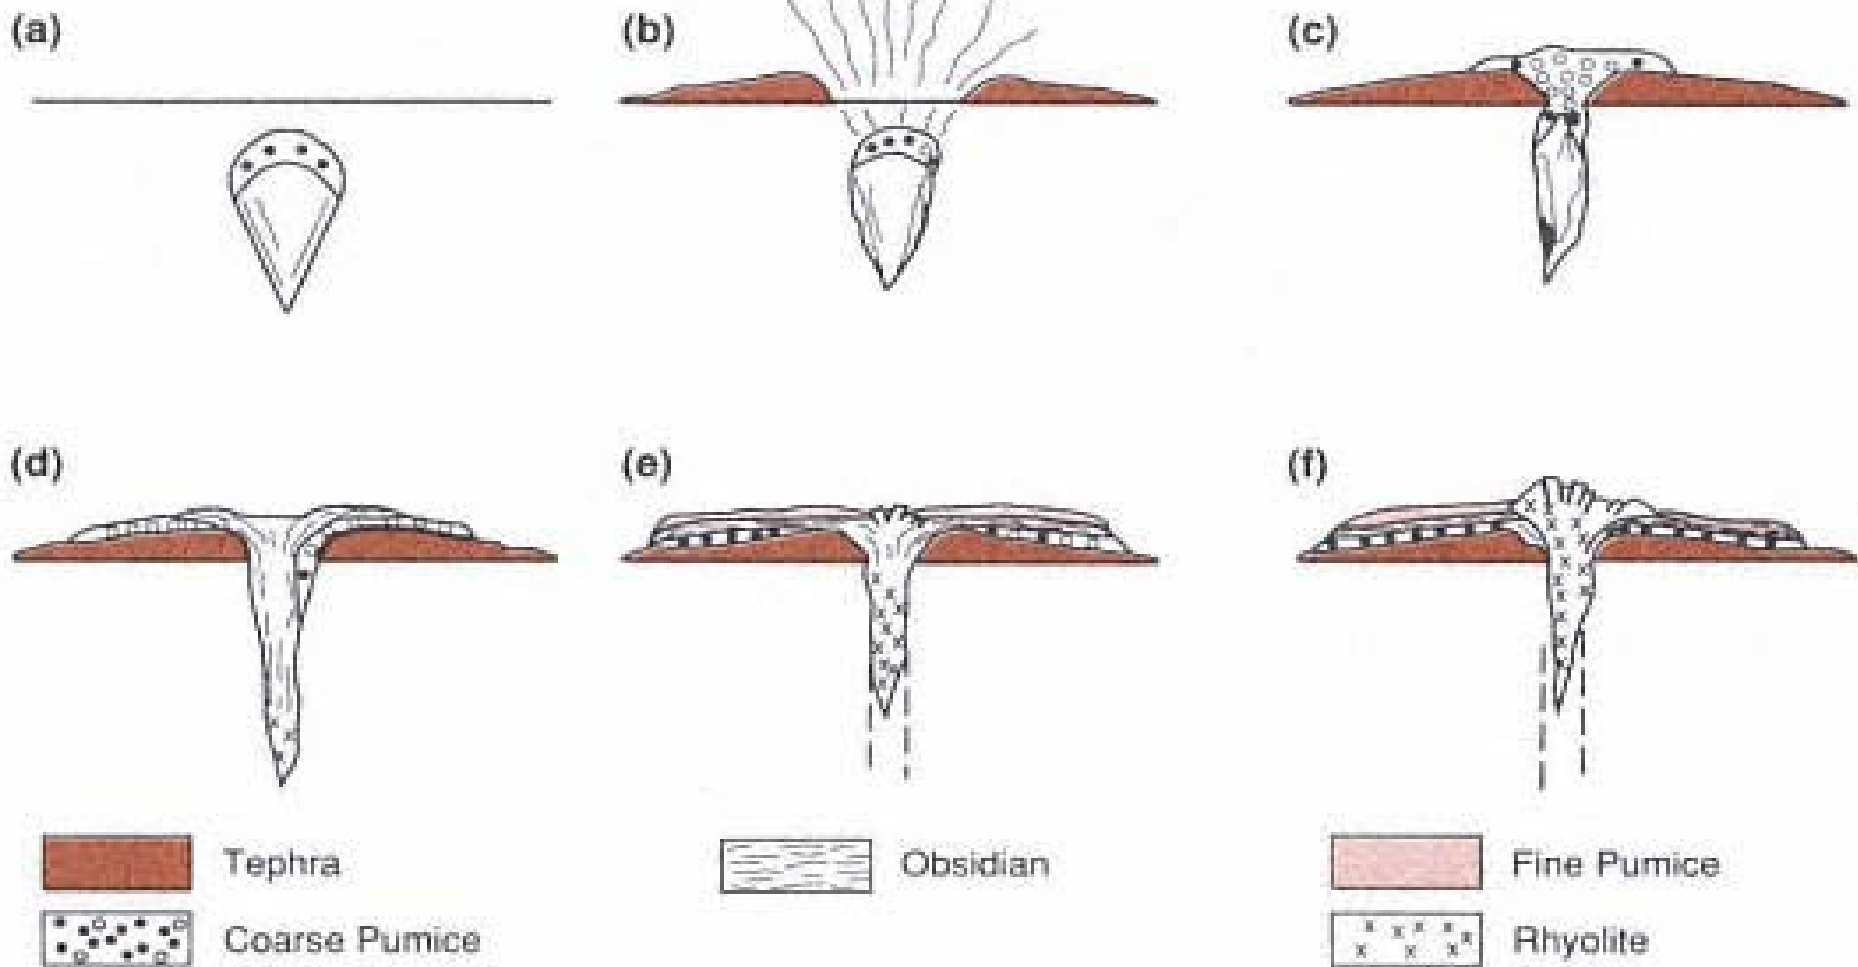 (a)
(b)
(c)
(d)
(e)
(f)
Tephra
Obsidian
Fine Pumice
Coarse Pumice
Rhyolite